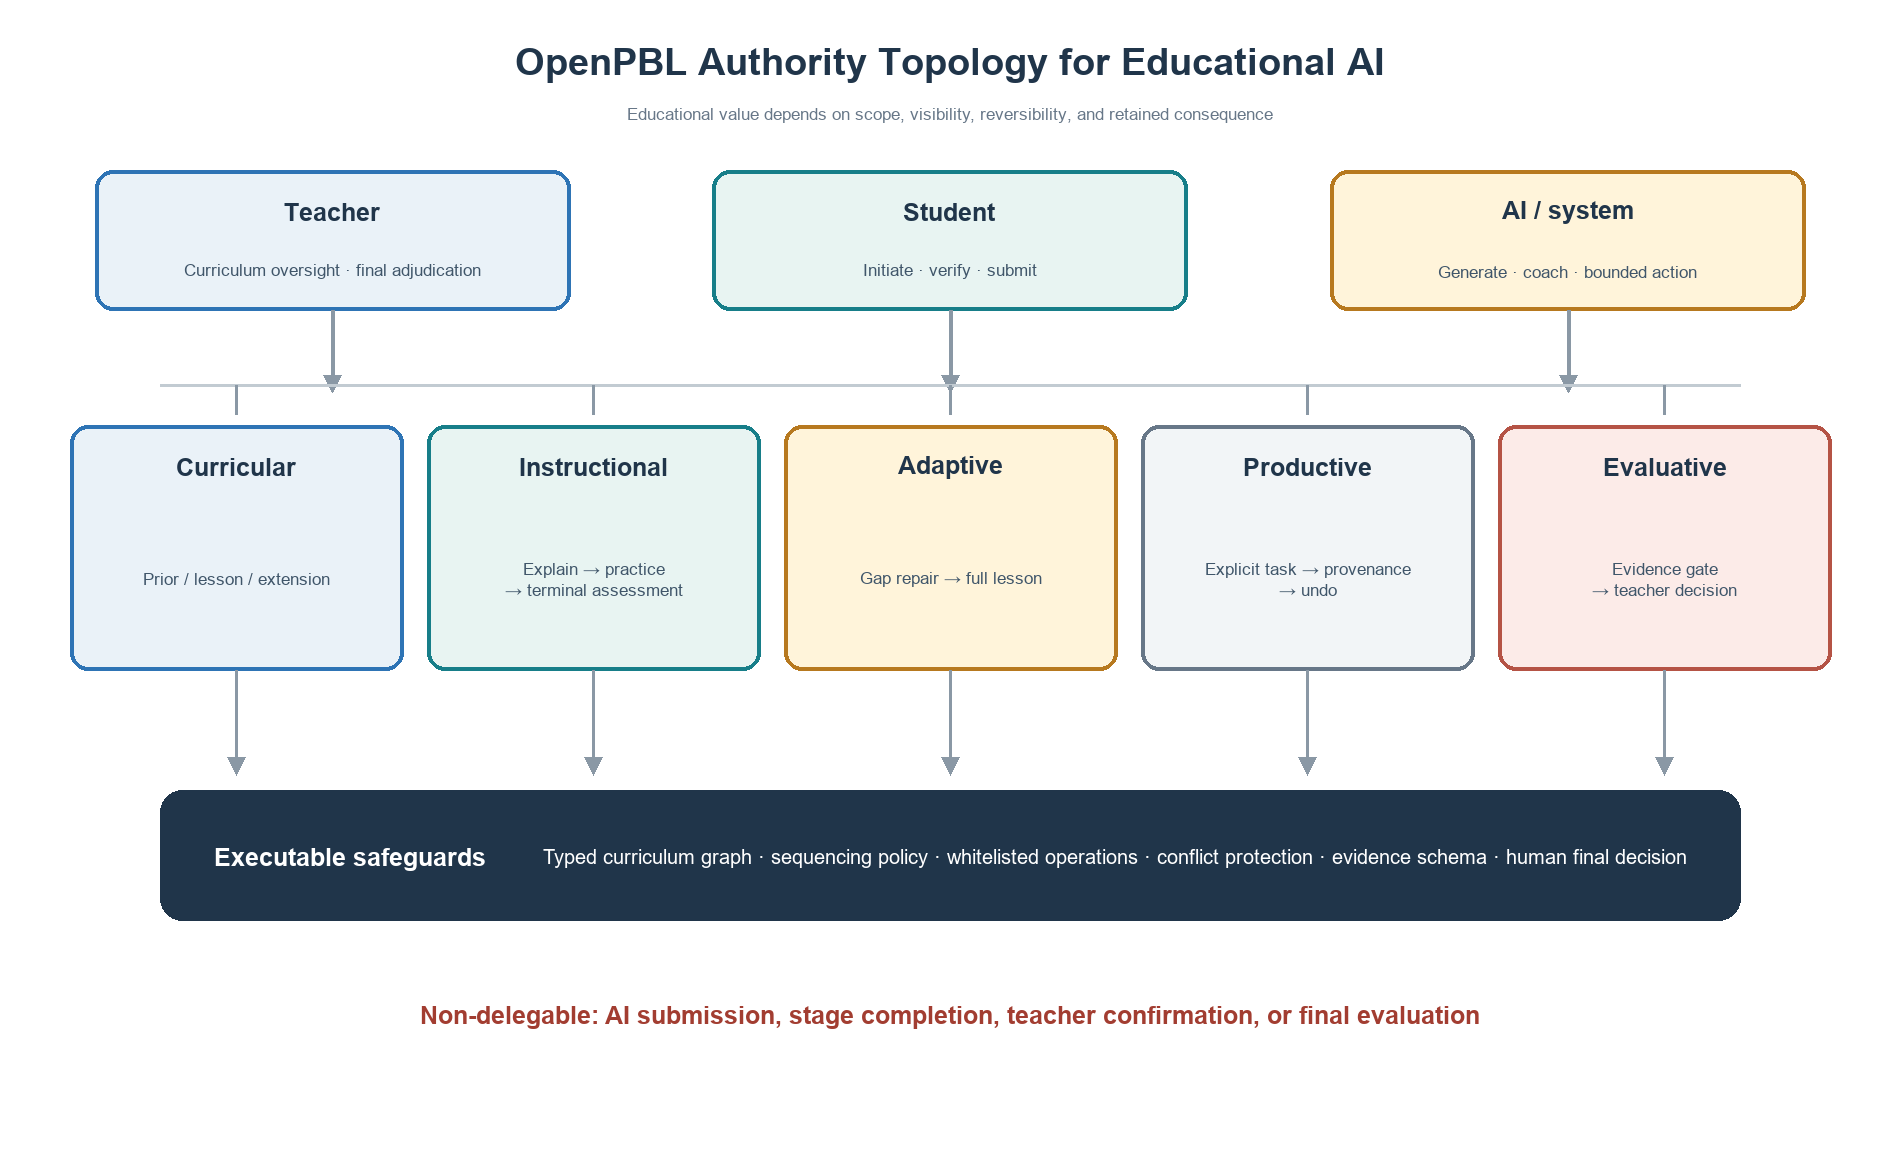 OpenPBL Authority Topology for Educational AI
Educational value depends on scope, visibility, reversibility, and retained consequence
Teacher
Curriculum oversight · final adjudication
Student
Initiate · verify · submit
AI / system
Generate · coach · bounded action
Curricular
Prior / lesson / extension
Instructional
Explain → practice
→ terminal assessment
Adaptive
Gap repair → full lesson
Productive
Explicit task → provenance
→ undo
Evaluative
Evidence gate
→ teacher decision
Executable safeguards
Typed curriculum graph · sequencing policy · whitelisted operations · conflict protection · evidence schema · human final decision
Non-delegable: AI submission, stage completion, teacher confirmation, or final evaluation